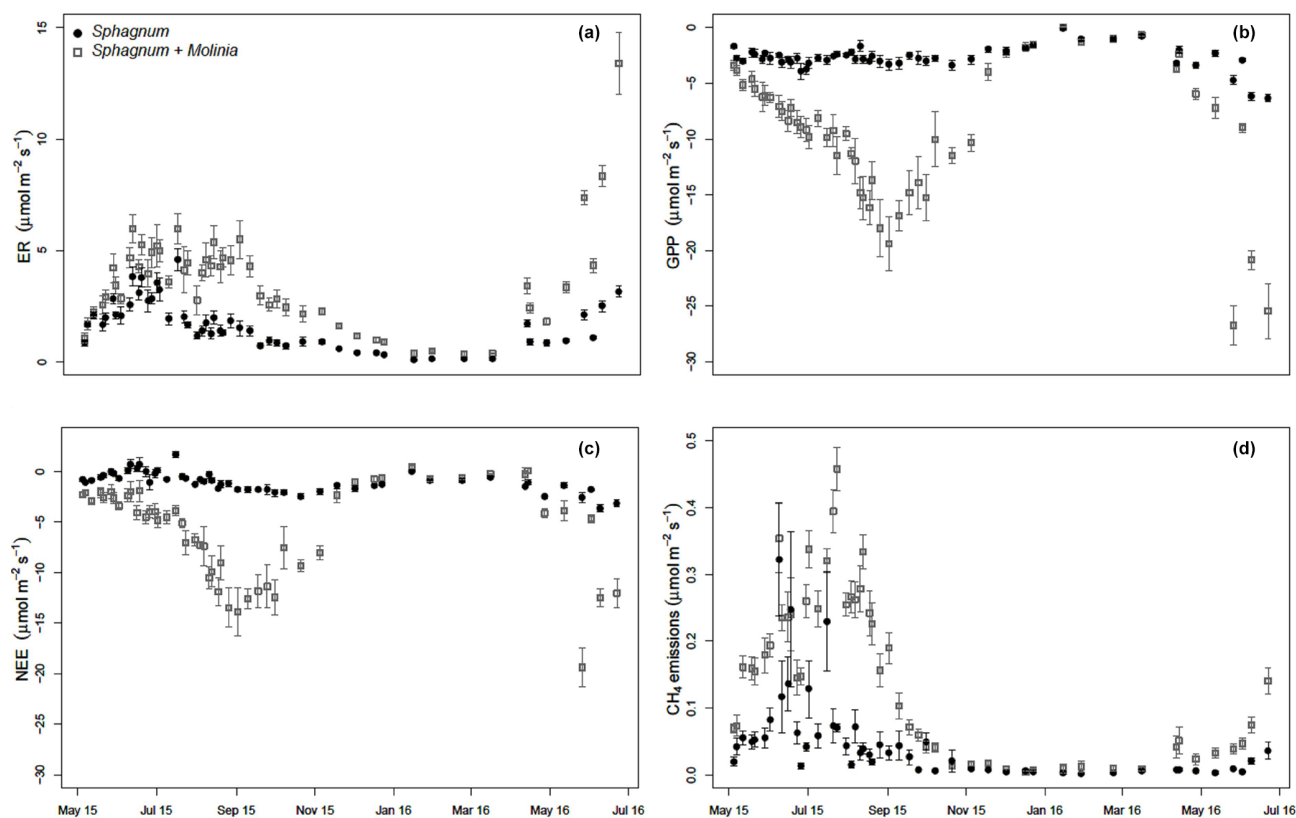 Sphagnum
Sphagnum + Molinia
(a)
ER (μmol m⁻² s⁻¹)
15
10
5
0
(b)
GPP (μmol m⁻² s⁻¹)
0
−5
−10
−15
−20
−25
−30
(c)
NEE (μmol m⁻² s⁻¹)
0
−5
−10
−15
−20
−25
−30
May 15 Jul 15 Sep 15 Nov 15 Jan 16 Mar 16 May 16 Jul 16
(d)
CH₄ emissions (μmol m⁻² s⁻¹)
0.5
0.4
0.3
0.2
0.1
0.0
May 15 Jul 15 Sep 15 Nov 15 Jan 16 Mar 16 May 16 Jul 16